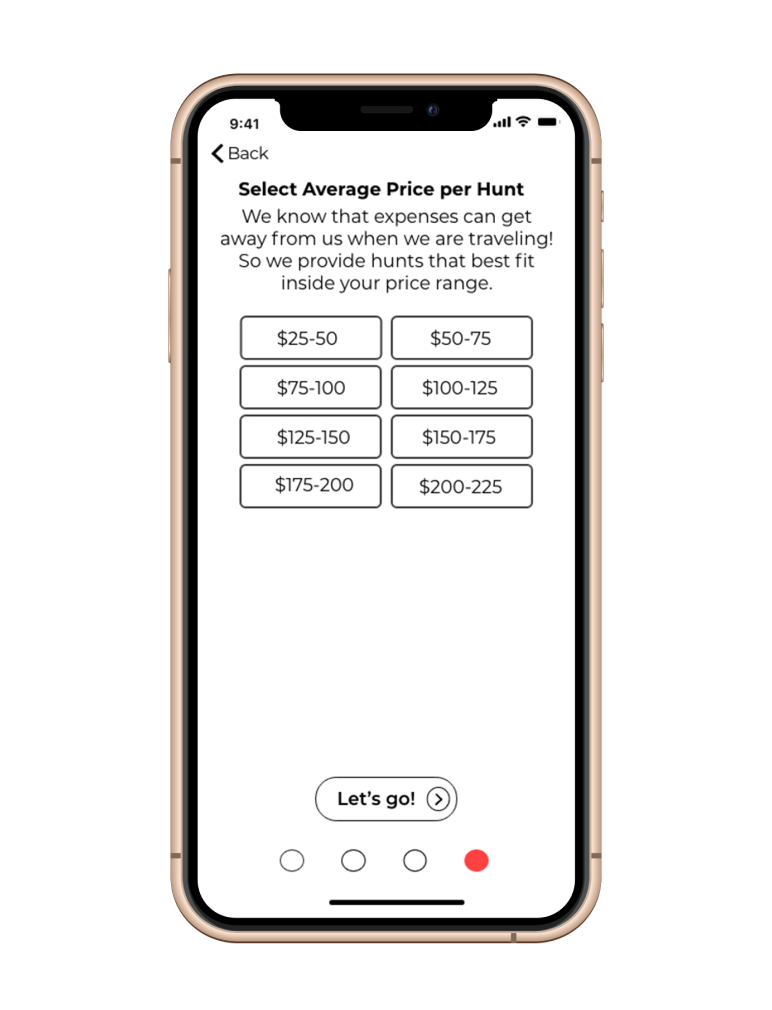 9:41
Back
Select Average Price per Hunt
We know that expenses can get
away from us when we are traveling!
So we provide hunts that best fit
inside your price range.
$25-50
$50-75
$75-100
$100-125
$125-150
$150-175
$175-200
$200-225
Let's go!